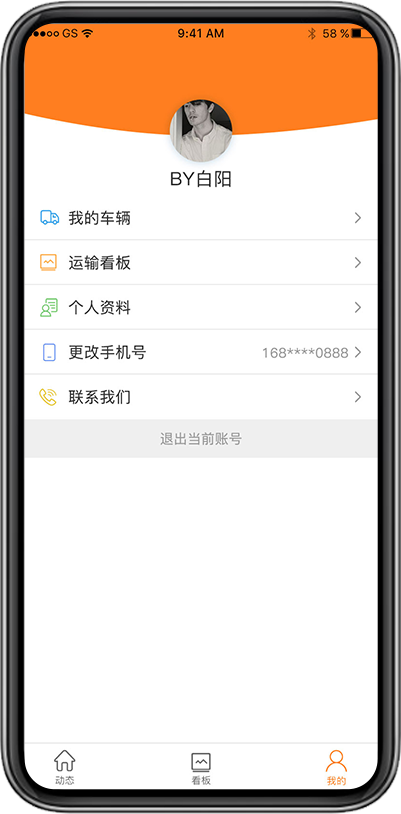 GS 9:41 AM 58 %
BY白阳
我的车辆
运输看板
个人资料
更改手机号 168****0888
联系我们
退出当前账号
动态 看板 我的